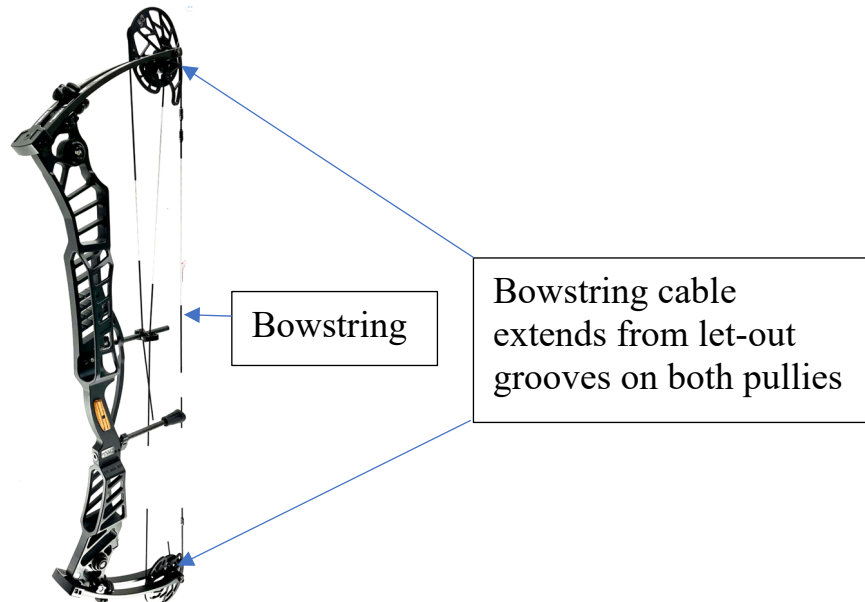 Bowstring
Bowstring cable
extends from let-out
grooves on both pullies